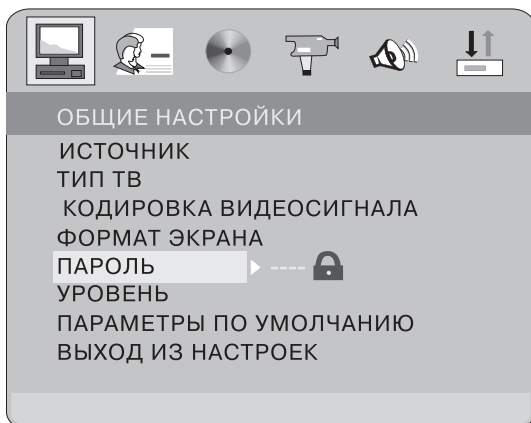 ОБЩИЕ НАСТРОЙКИ
ИСТОЧНИК
ТИП ТВ
КОДИРОВКА ВИДЕОСИГНАЛА
ФОРМАТ ЭКРАНА
ПАРОЛЬ ----
УРОВЕНЬ
ПАРАМЕТРЫ ПО УМОЛЧАНИЮ
ВЫХОД ИЗ НАСТРОЕК